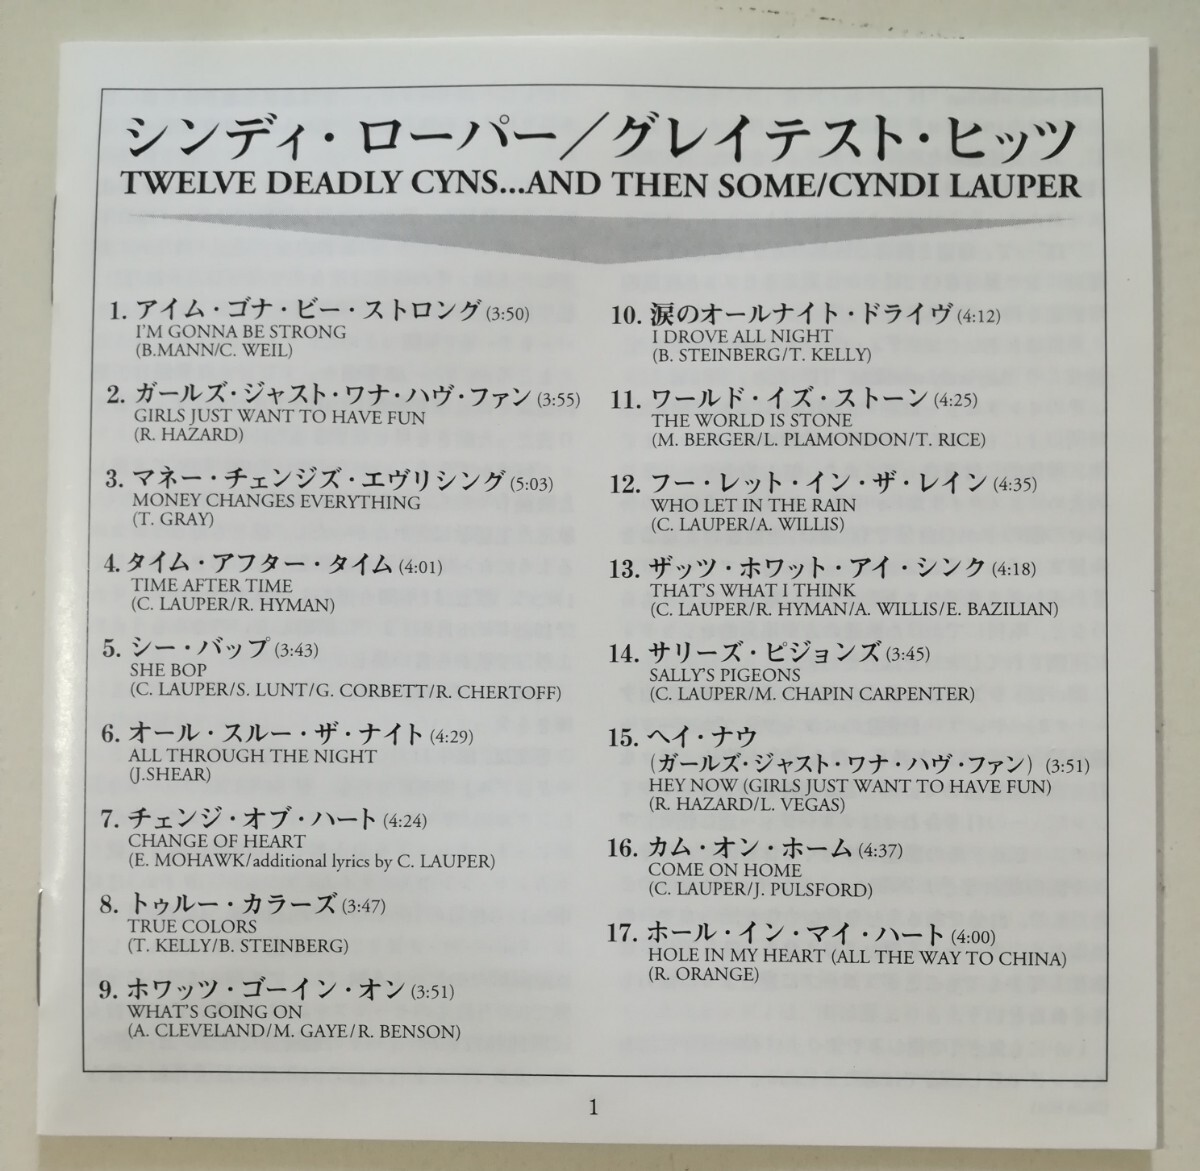 シンディ・ローパー／グレイテスト・ヒッツ
TWELVE DEADLY CYNS...AND THEN SOME/CYNDI LAUPER
1. アイム・ゴナ・ビー・ストロング (3:50)
I'M GONNA BE STRONG
(B.MANN/C. WEIL)
2. ガールズ・ジャスト・ワナ・ハヴ・ファン (3:55)
GIRLS JUST WANT TO HAVE FUN
(R. HAZARD)
3. マネー・チェンジズ・エヴリシング (5:03)
MONEY CHANGES EVERYTHING
(T. GRAY)
4. タイム・アフター・タイム (4:01)
TIME AFTER TIME
(C. LAUPER/R. HYMAN)
5. シー・バップ (3:43)
SHE BOP
(C. LAUPER/S. LUNT/G. CORBETT/R. CHERTOFF)
6. オール・スルー・ザ・ナイト (4:29)
ALL THROUGH THE NIGHT
(J.SHEAR)
7. チェンジ・オブ・ハート (4:24)
CHANGE OF HEART
(E. MOHAWK/additional lyrics by C. LAUPER)
8. トゥルー・カラーズ (3:47)
TRUE COLORS
(T. KELLY/B. STEINBERG)
9. ホワッツ・ゴーイン・オン (3:51)
WHAT'S GOING ON
(A. CLEVELAND/M. GAYE/R. BENSON)
10. 涙のオールナイト・ドライヴ (4:12)
I DROVE ALL NIGHT
(B. STEINBERG/T. KELLY)
11. ワールド・イズ・ストーン (4:25)
THE WORLD IS STONE
(M. BERGER/L. PLAMONDON/T. RICE)
12. フー・レット・イン・ザ・レイン (4:35)
WHO LET IN THE RAIN
(C. LAUPER/A. WILLIS)
13. ザッツ・ホワット・アイ・シンク (4:18)
THAT'S WHAT I THINK
(C. LAUPER/R. HYMAN/A. WILLIS/E. BAZILIAN)
14. サリーズ・ピジョンズ (3:45)
SALLY'S PIGEONS
(C. LAUPER/M. CHAPIN CARPENTER)
15. ヘイ・ナウ
(ガールズ・ジャスト・ワナ・ハヴ・ファン) (3:51)
HEY NOW (GIRLS JUST WANT TO HAVE FUN)
(R. HAZARD/L. VEGAS)
16. カム・オン・ホーム (4:37)
COME ON HOME
(C. LAUPER/J. PULSFORD)
17. ホール・イン・マイ・ハート (4:00)
HOLE IN MY HEART (ALL THE WAY TO CHINA)
(R. ORANGE)
1